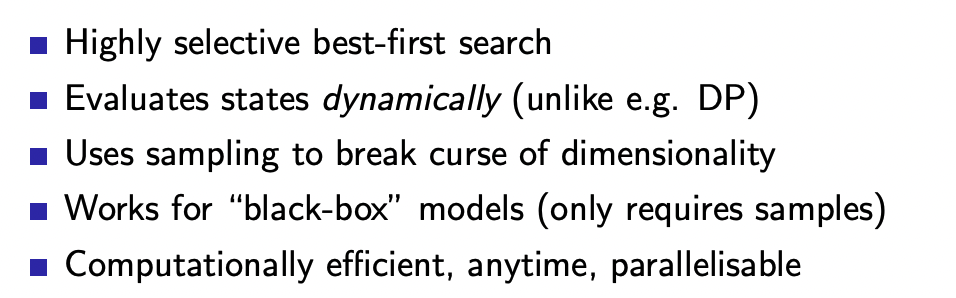 Highly selective best-first search
Evaluates states dynamically (unlike e.g. DP)
Uses sampling to break curse of dimensionality
Works for “black-box” models (only requires samples)
Computationally efficient, anytime, parallelisable